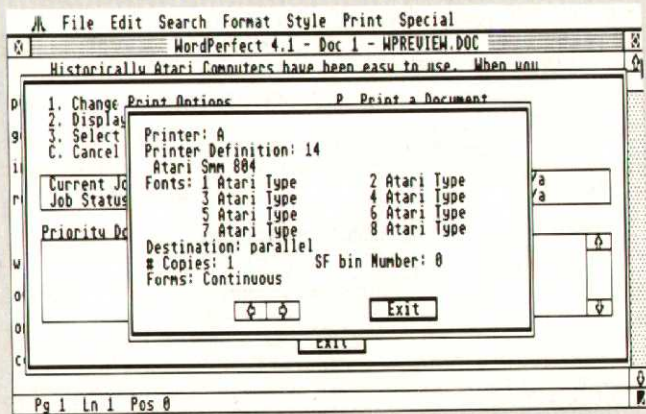 File Edit Search Format Style Print Special
WordPerfect 4.1 - Doc 1 - WPREVIEW.DOC
Historically Atari Computers have been easy to use. When you
1. Change Print Options P Print a Document
2. Display
3. Select
C. Cancel
Current Jo
Job Status
Priority Do
Printer: A
Printer Definition: 14
Atari Smm 804
Fonts: 1 Atari Type 2 Atari Type
3 Atari Type 4 Atari Type
5 Atari Type 6 Atari Type
7 Atari Type 8 Atari Type
Destination: parallel
# Copies: 1 SF bin Number: 0
Forms: Continuous
Exit
Exit
Pg 1 Ln 1 Pos 0